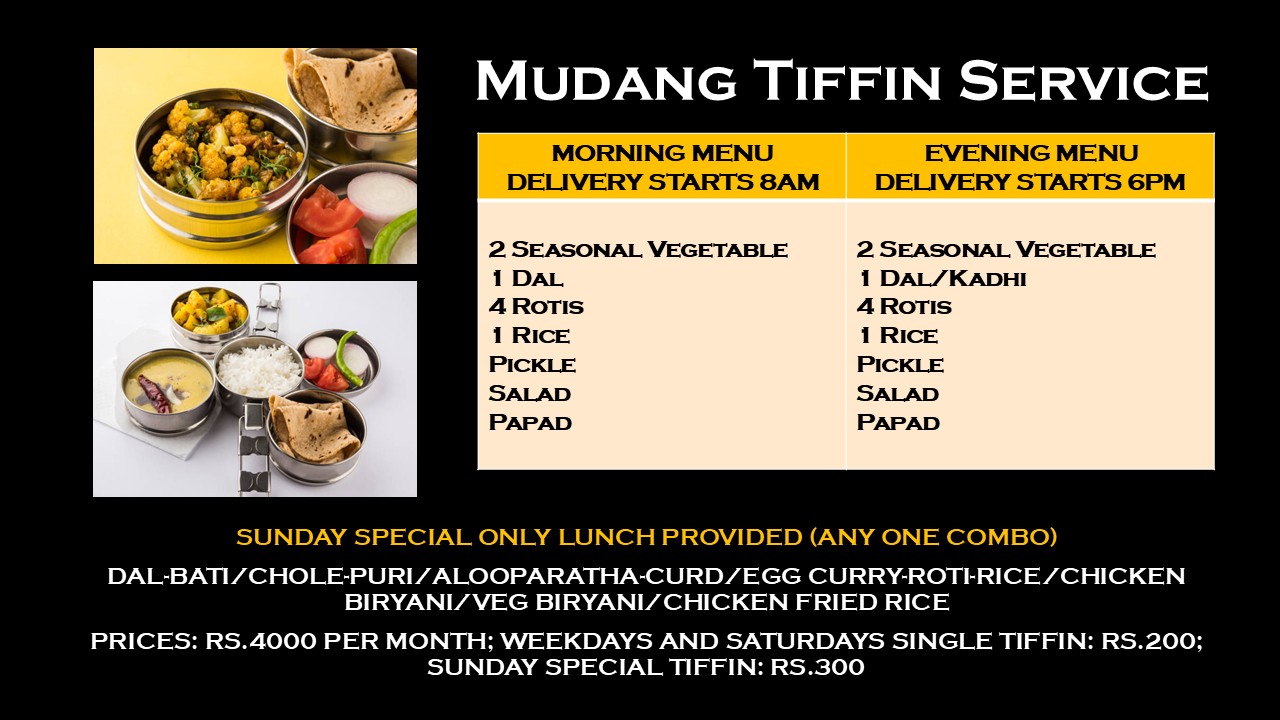 Mudang Tiffin Service
MORNING MENU
DELIVERY STARTS 8AM
2 Seasonal Vegetable
1 Dal
4 Rotis
1 Rice
Pickle
Salad
Papad
EVENING MENU
DELIVERY STARTS 6PM
2 Seasonal Vegetable
1 Dal/Kadhi
4 Rotis
1 Rice
Pickle
Salad
Papad
SUNDAY SPECIAL ONLY LUNCH PROVIDED (ANY ONE COMBO)
DAL-BATI/CHOLE-PURI/ALOOPARATHA-CURD/EGG CURRY-ROTI-RICE/CHICKEN
BIRYANI/VEG BIRYANI/CHICKEN FRIED RICE
PRICES: RS.4000 PER MONTH; WEEKDAYS AND SATURDAYS SINGLE TIFFIN: RS.200;
SUNDAY SPECIAL TIFFIN: RS.300